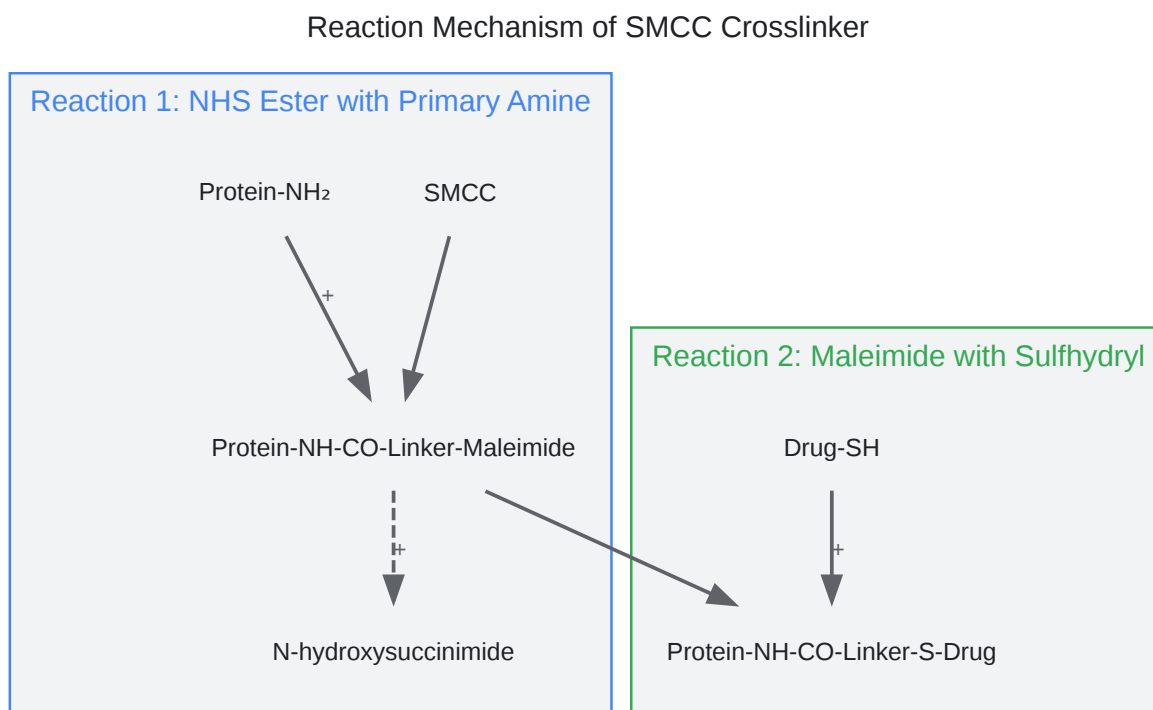 Reaction Mechanism of SMCC Crosslinker
Reaction 1: NHS Ester with Primary Amine
Protein-NH₂
SMCC
+
Reaction 2: Maleimide with Sulfhydryl
Protein-NH-CO-Linker-Maleimide
Drug-SH
+
+
N-hydroxysuccinimide
Protein-NH-CO-Linker-S-Drug